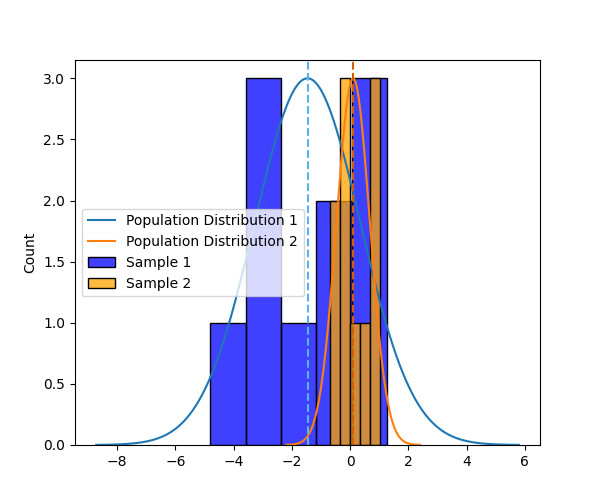 3.0
2.5
2.0
1.5
1.0
0.5
0.0
Count
Population Distribution 1
Population Distribution 2
Sample 1
Sample 2
−8 −6 −4 −2 0 2 4 6